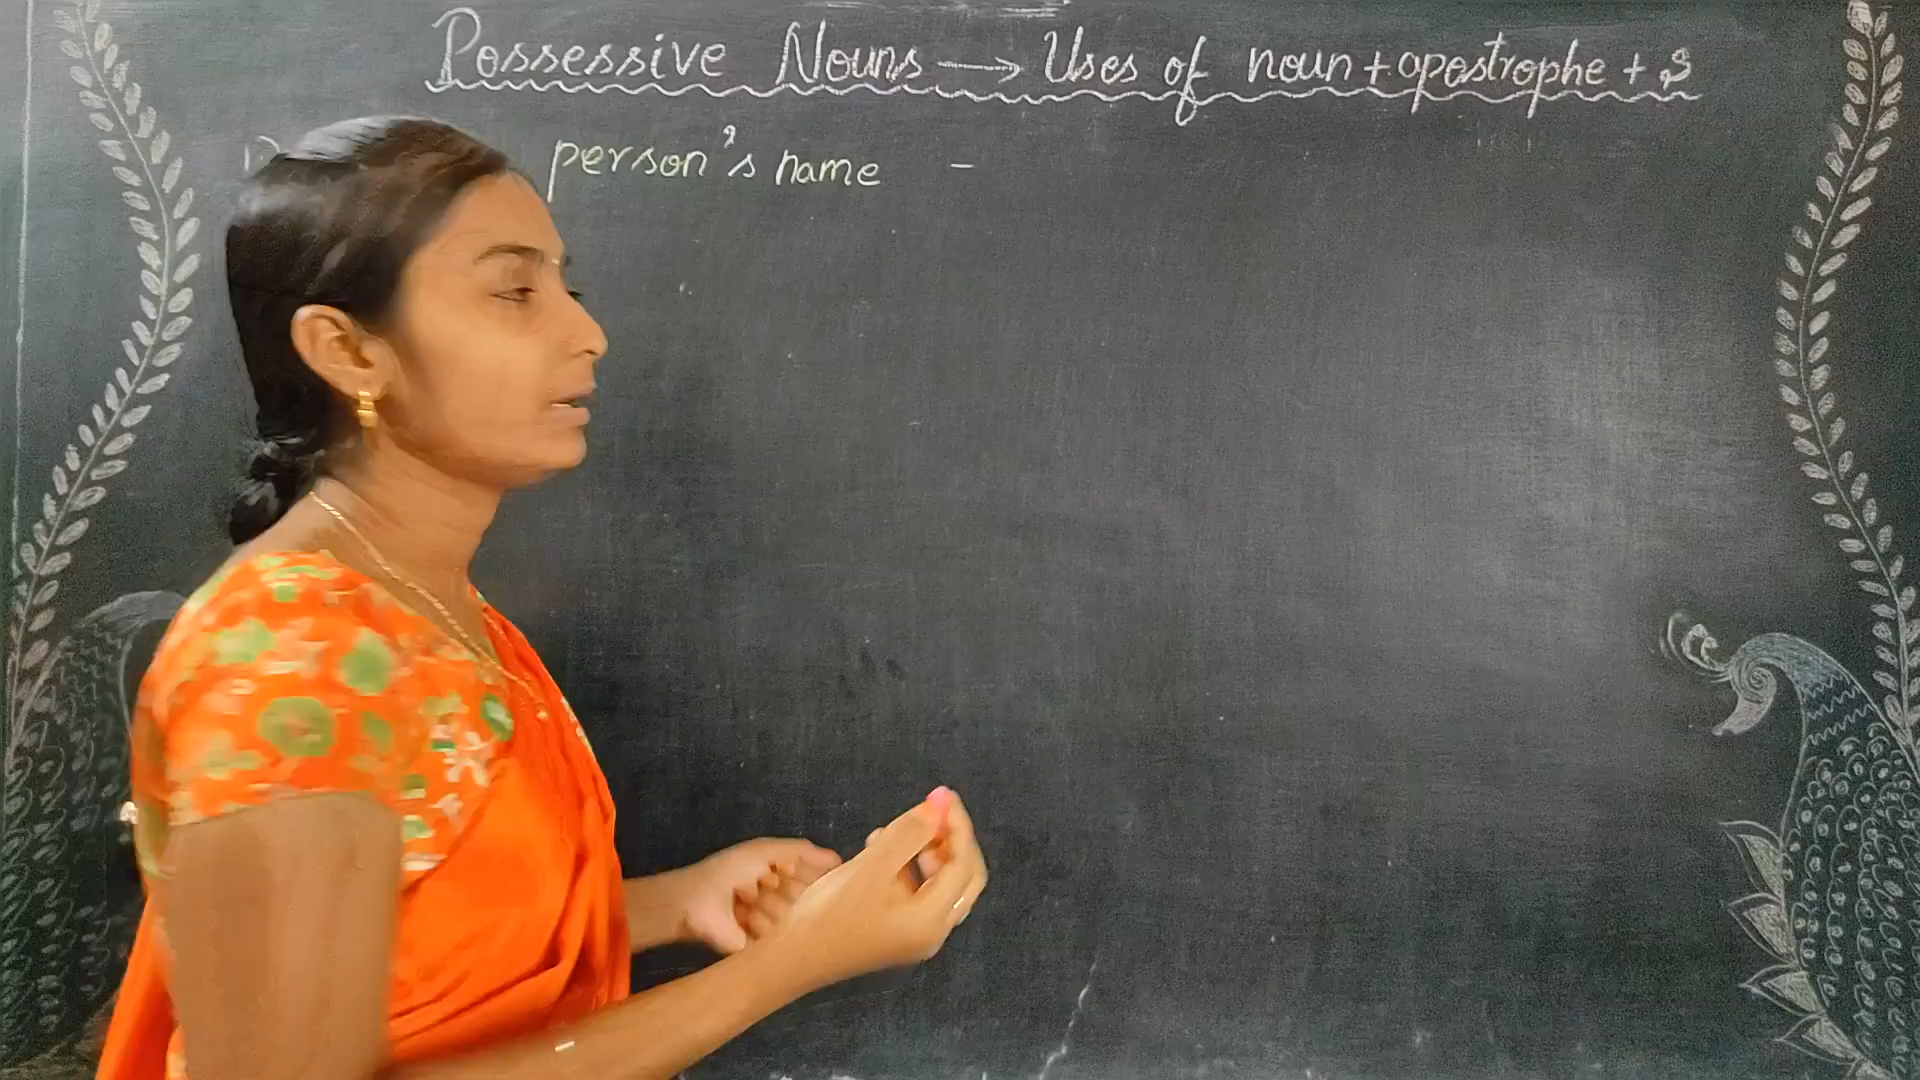 Possessive Nouns → Uses of noun + apostrophe + s
person's name -